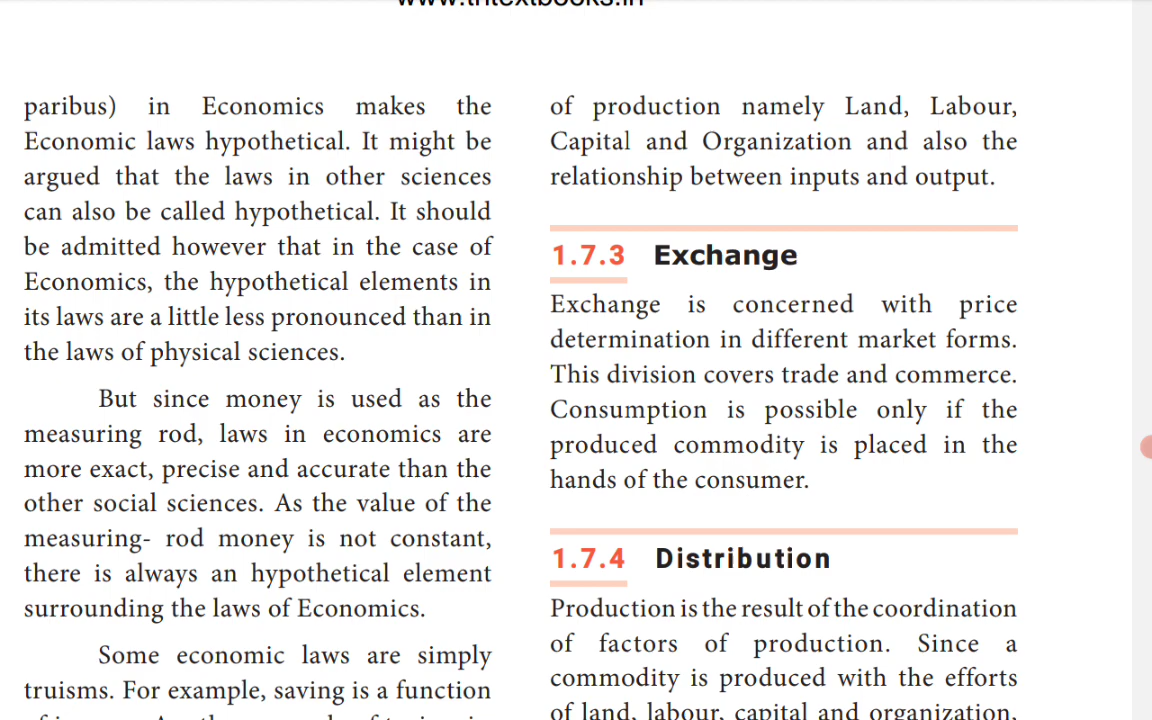 www.tntextbooks.in
paribus) in Economics makes the
Economic laws hypothetical. It might be
argued that the laws in other sciences
can also be called hypothetical. It should
be admitted however that in the case of
Economics, the hypothetical elements in
its laws are a little less pronounced than in
the laws of physical sciences.
But since money is used as the
measuring rod, laws in economics are
more exact, precise and accurate than the
other social sciences. As the value of the
measuring- rod money is not constant,
there is always an hypothetical element
surrounding the laws of Economics.
Some economic laws are simply
truisms. For example, saving is a function
of production namely Land, Labour,
Capital and Organization and also the
relationship between inputs and output.
1.7.3 Exchange
Exchange is concerned with price
determination in different market forms.
This division covers trade and commerce.
Consumption is possible only if the
produced commodity is placed in the
hands of the consumer.
1.7.4 Distribution
Production is the result of the coordination
of factors of production. Since a
commodity is produced with the efforts
of land, labour, capital and organization,